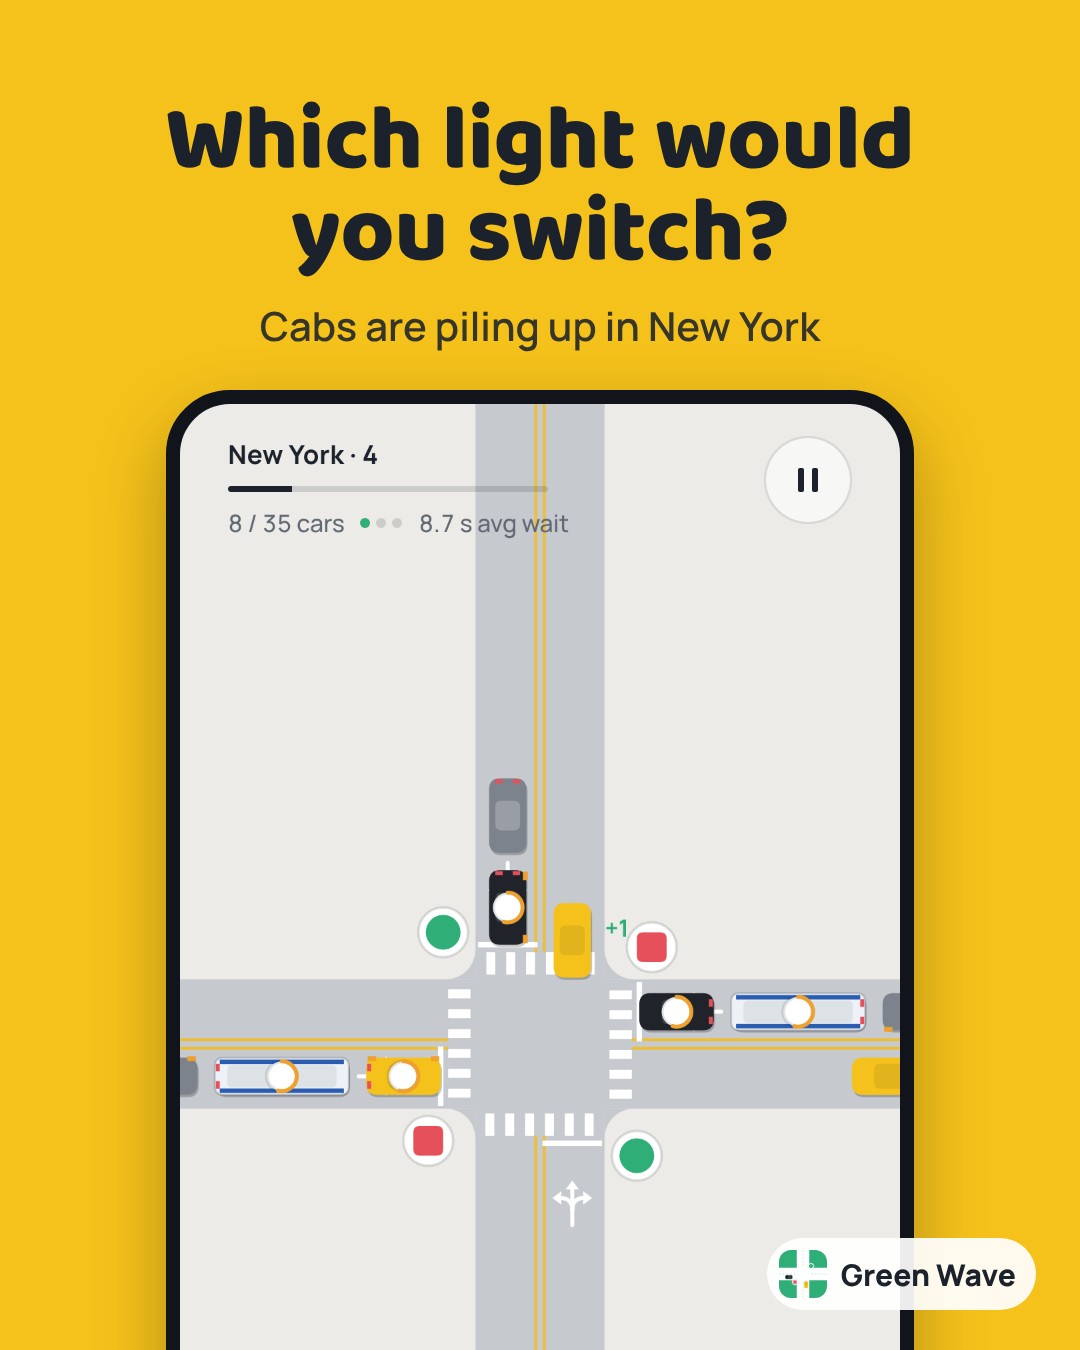 Which light would
you switch?
Cabs are piling up in New York
New York · 4
8 / 35 cars 8.7 s avg wait
+1
Green Wave